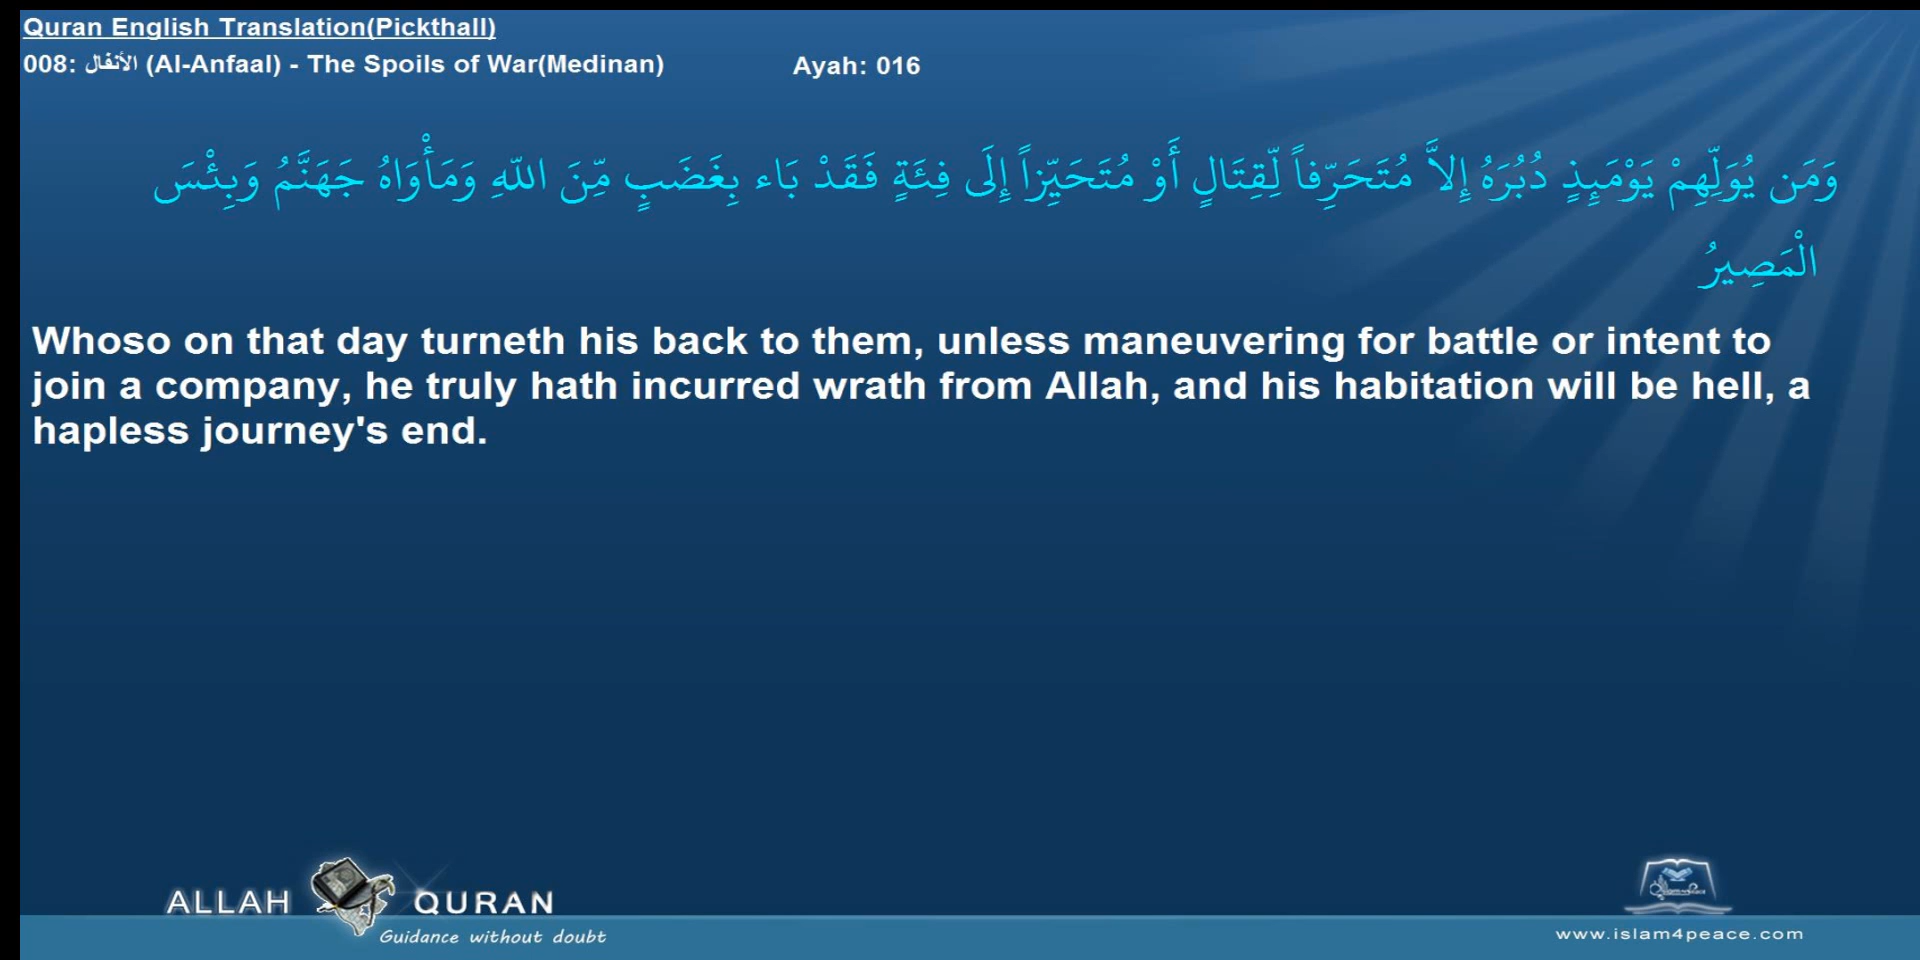 Quran English Translation(Pickthall)
008: الأنفال (Al-Anfaal) - The Spoils of War(Medinan) Ayah: 016
وَمَن يُوَلِّهِمْ يَوْمَئِذٍ دُبُرَهُ إِلاَّ مُتَحَرِّفاً لِّقِتَالٍ أَوْ مُتَحَيِّزاً إِلَى فِئَةٍ فَقَدْ بَاء بِغَضَبٍ مِّنَ اللّهِ وَمَأْوَاهُ جَهَنَّمُ وَبِئْسَ
الْمَصِيرُ
Whoso on that day turneth his back to them, unless maneuvering for battle or intent to
join a company, he truly hath incurred wrath from Allah, and his habitation will be hell, a
hapless journey's end.
ALLAH QURAN
Guidance without doubt
www.islam4peace.com